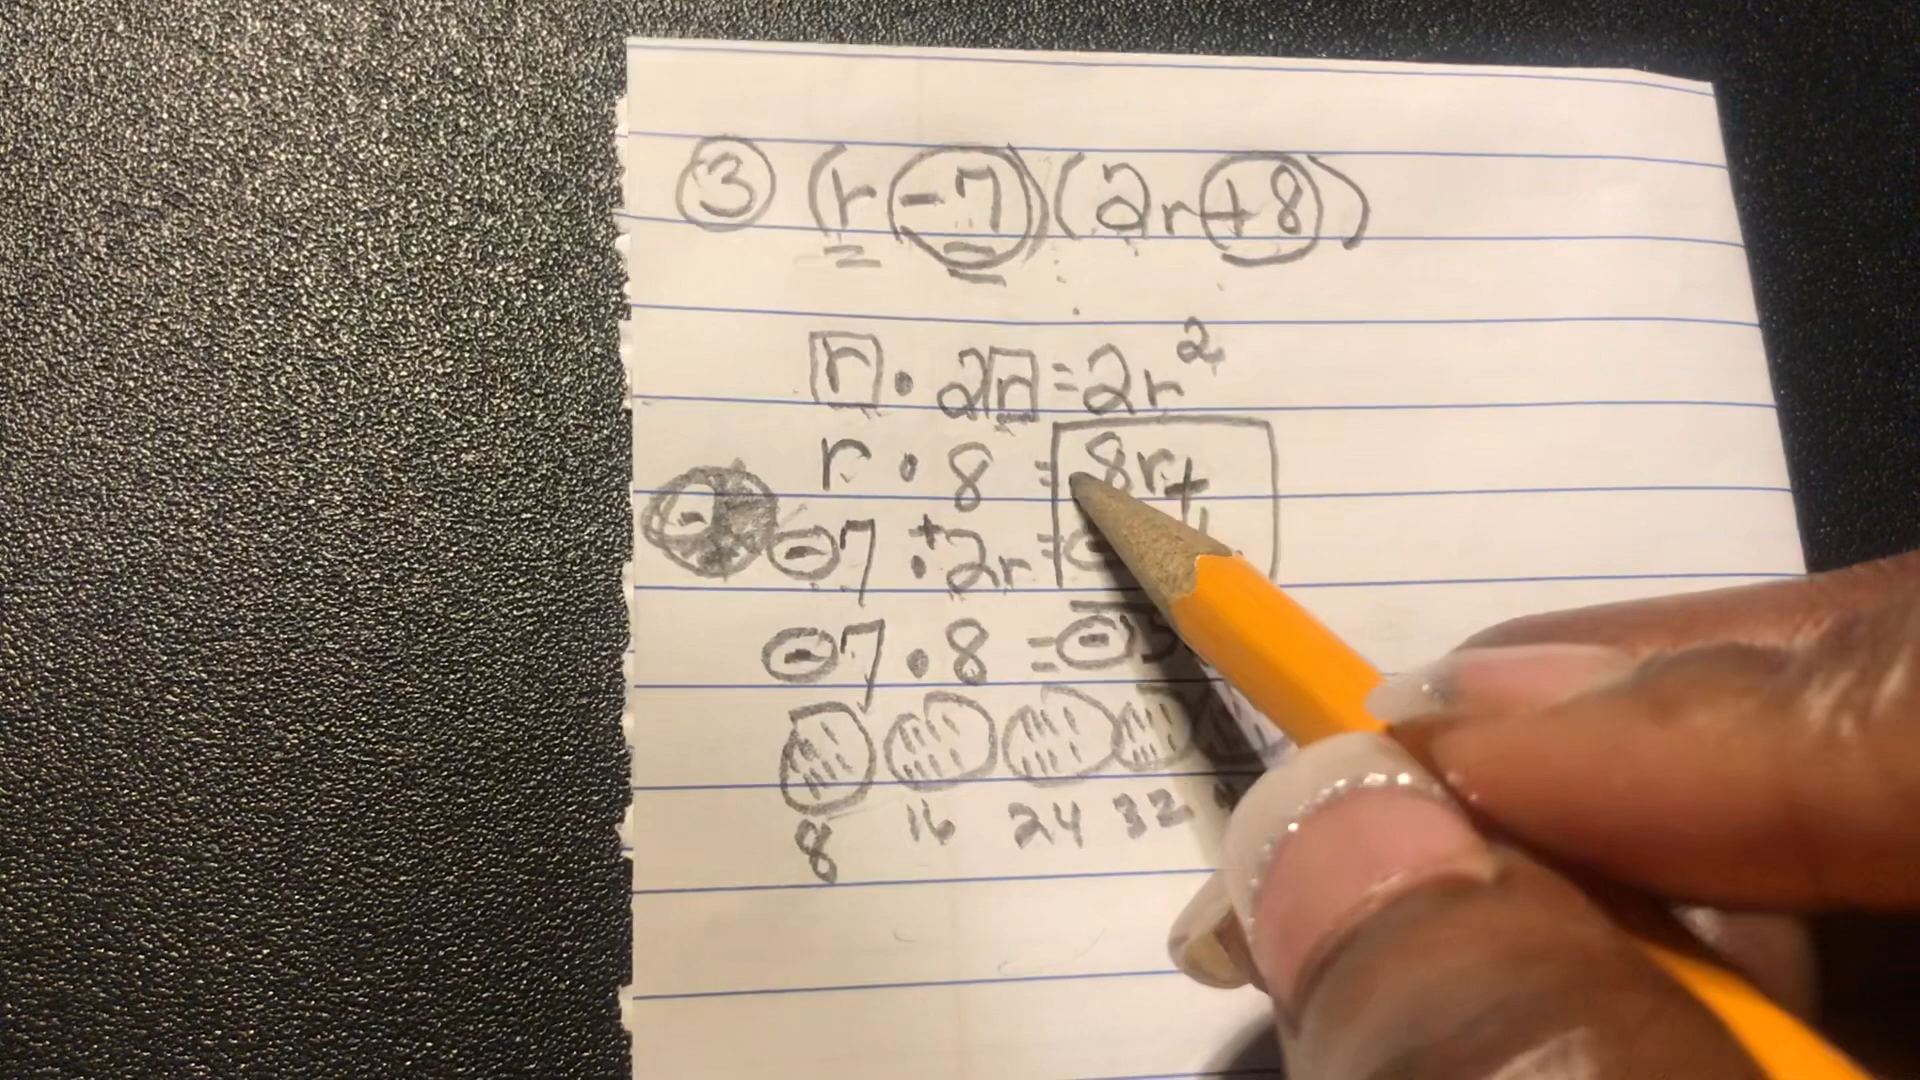 3 (r-7)(2r+8)
r · 2r = 2r²
r · 8 = 8r +
- -7 · +2r = -
-7 · 8 = -5
8 16 24 32